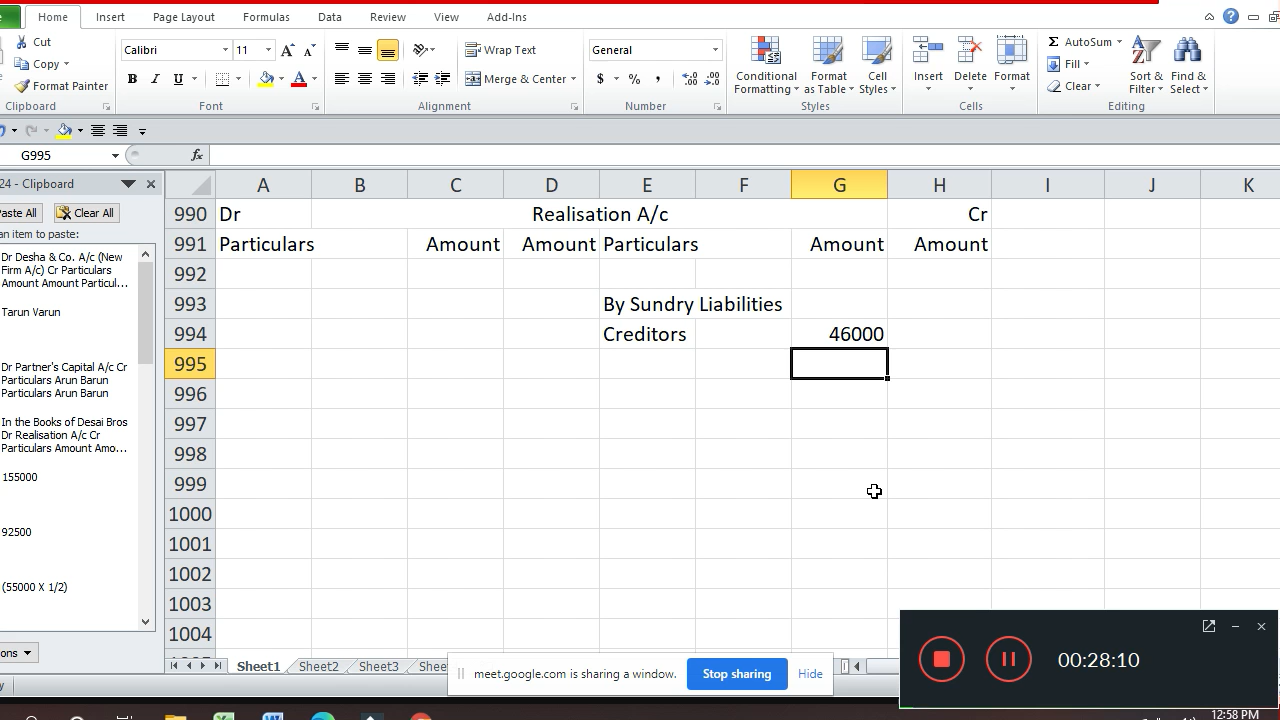 Home Insert Page Layout Formulas Data Review View Add-Ins
Cut Calibri 11 Wrap Text General AutoSum
Copy Fill
Format Painter B I U Merge & Center $ % , Conditional Formatting Format as Table Cell Styles Insert Delete Format Clear Sort & Filter Find & Select
Clipboard Font Alignment Number Styles Cells Editing
G995 fx
24 - Clipboard A B C D E F G H I J K
Paste All Clear All 990 Dr Realisation A/c Cr
an item to paste: 991 Particulars Amount Amount Particulars Amount Amount
Dr Desha & Co. A/c (New
Firm A/c) Cr Particulars
Amount Amount Particul...
992
993 By Sundry Liabilities
Tarun Varun
994 Creditors 46000
995
Dr Partner's Capital A/c Cr
Particulars Arun Barun
Particulars Arun Barun
996
In the Books of Desai Bros
Dr Realisation A/c Cr
Particulars Amount Amo...
997
998
155000
999
1000
92500
1001
1002
(55000 X 1/2)
1003
1004
Sheet1 Sheet2 Sheet3
meet.google.com is sharing a window. Stop sharing Hide
00:28:10
12:58 PM